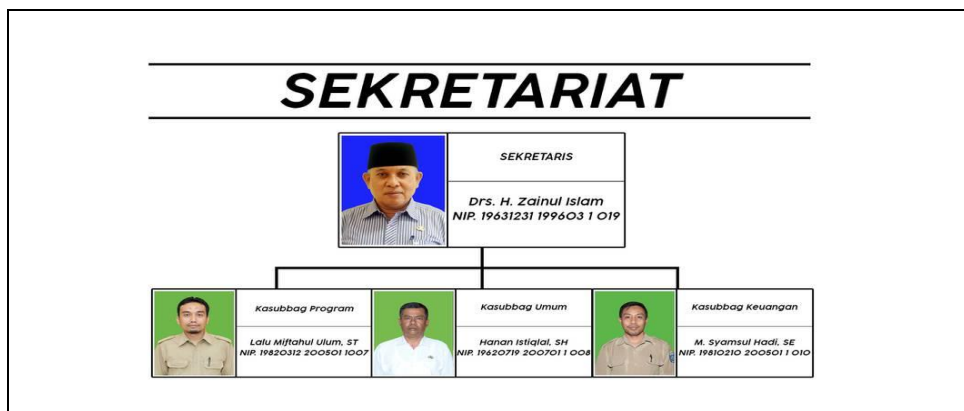 SEKRETARIAT
SEKRETARIS
Drs. H. Zainul Islam
NIP. 19631231 199603 1 019
Kasubbag Program
Lalu Miftahul Ulum, ST
NIP. 19820312 200501 1007
Kasubbag Umum
Hanan Istiqlal, SH
NIP. 19620719 200701 1 008
Kasubbag Keuangan
M. Syamsul Hadi, SE
NIP. 19810210 200501 1 010